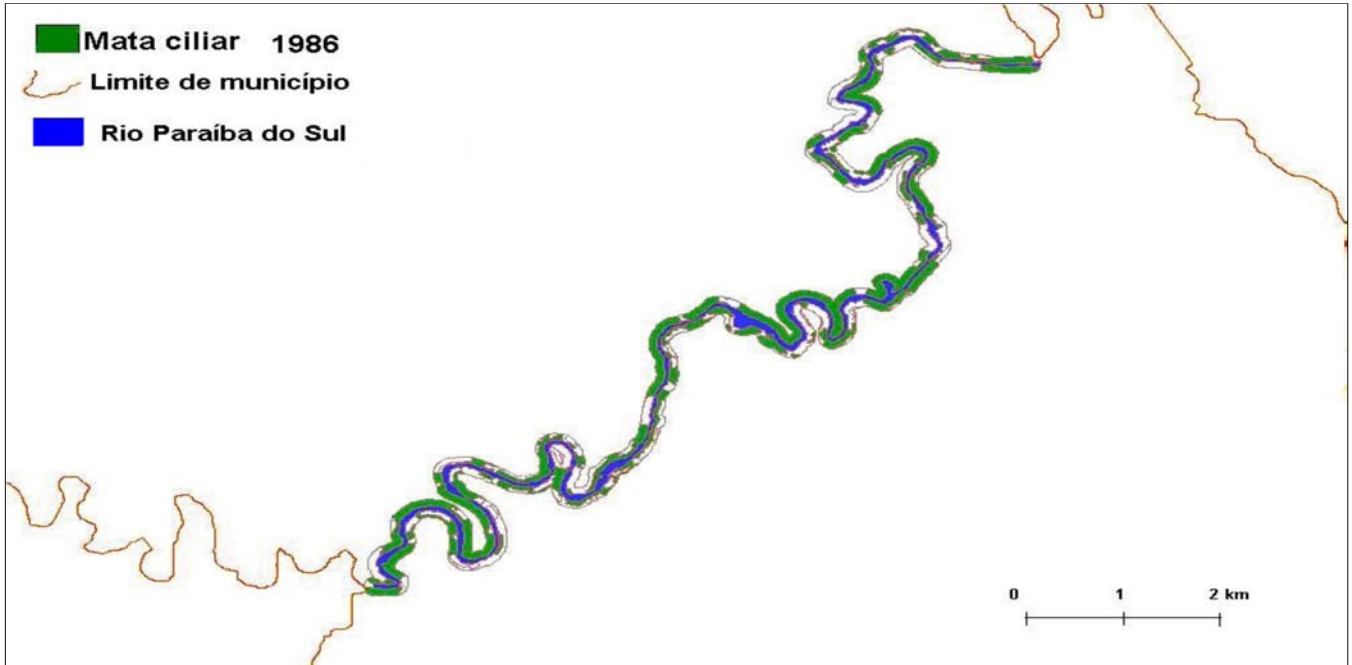 Mata ciliar 1986
Limite de município
Rio Paraíba do Sul
0 1 2 km